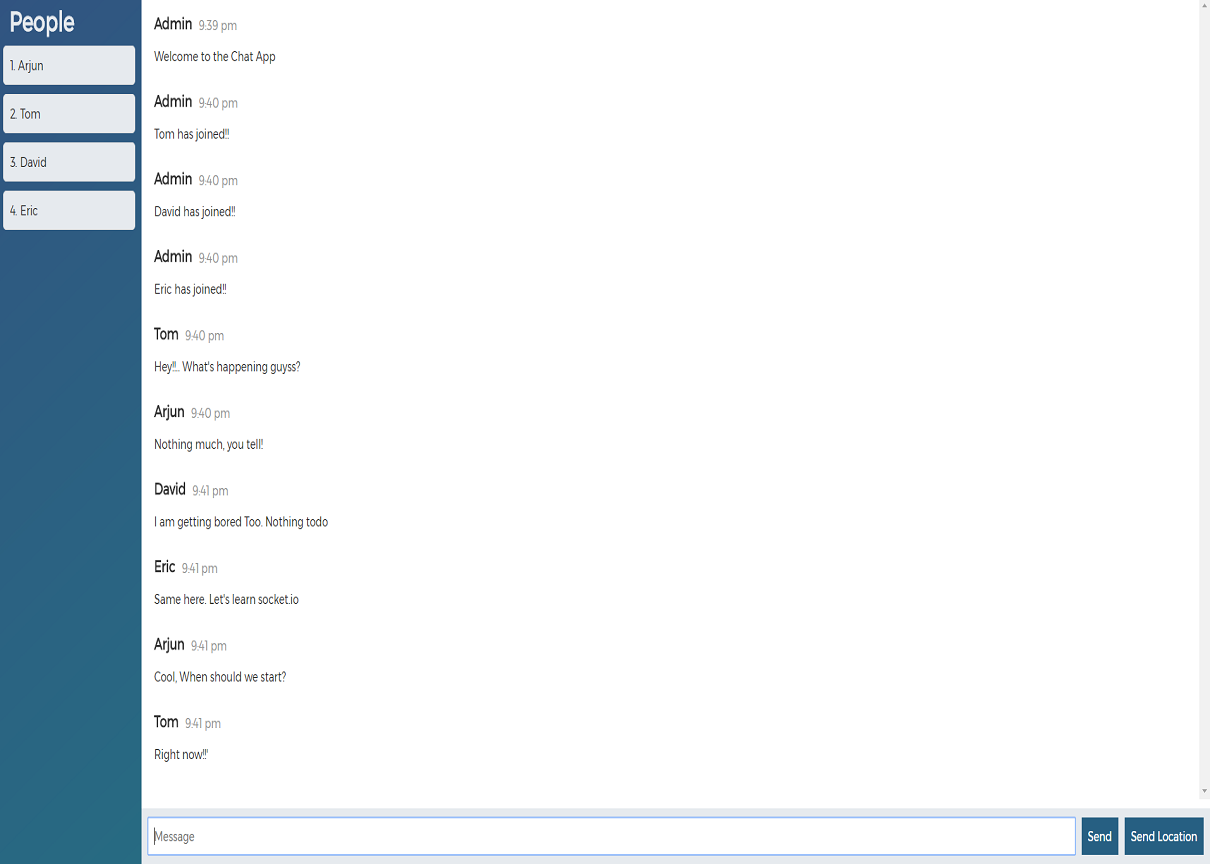 People
1. Arjun
2. Tom
3. David
4. Eric
Admin 9:39 pm
Welcome to the Chat App
Admin 9:40 pm
Tom has joined!!
Admin 9:40 pm
David has joined!!
Admin 9:40 pm
Eric has joined!!
Tom 9:40 pm
Hey!!.. What's happening guyss?
Arjun 9:40 pm
Nothing much, you tell!
David 9:41 pm
I am getting bored Too. Nothing todo
Eric 9:41 pm
Same here. Let's learn socket.io
Arjun 9:41 pm
Cool, When should we start?
Tom 9:41 pm
Right now!!'
Message
Send
Send Location